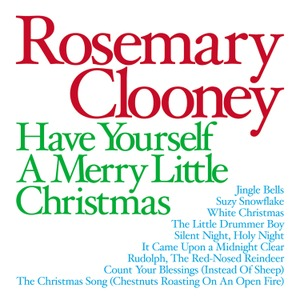 Rosemary
Clooney
Have Yourself
A Merry Little
Christmas
Jingle Bells
Suzy Snowflake
White Christmas
The Little Drummer Boy
Silent Night, Holy Night
It Came Upon a Midnight Clear
Rudolph, The Red-Nosed Reindeer
Count Your Blessings (Instead Of Sheep)
The Christmas Song (Chestnuts Roasting On An Open Fire)